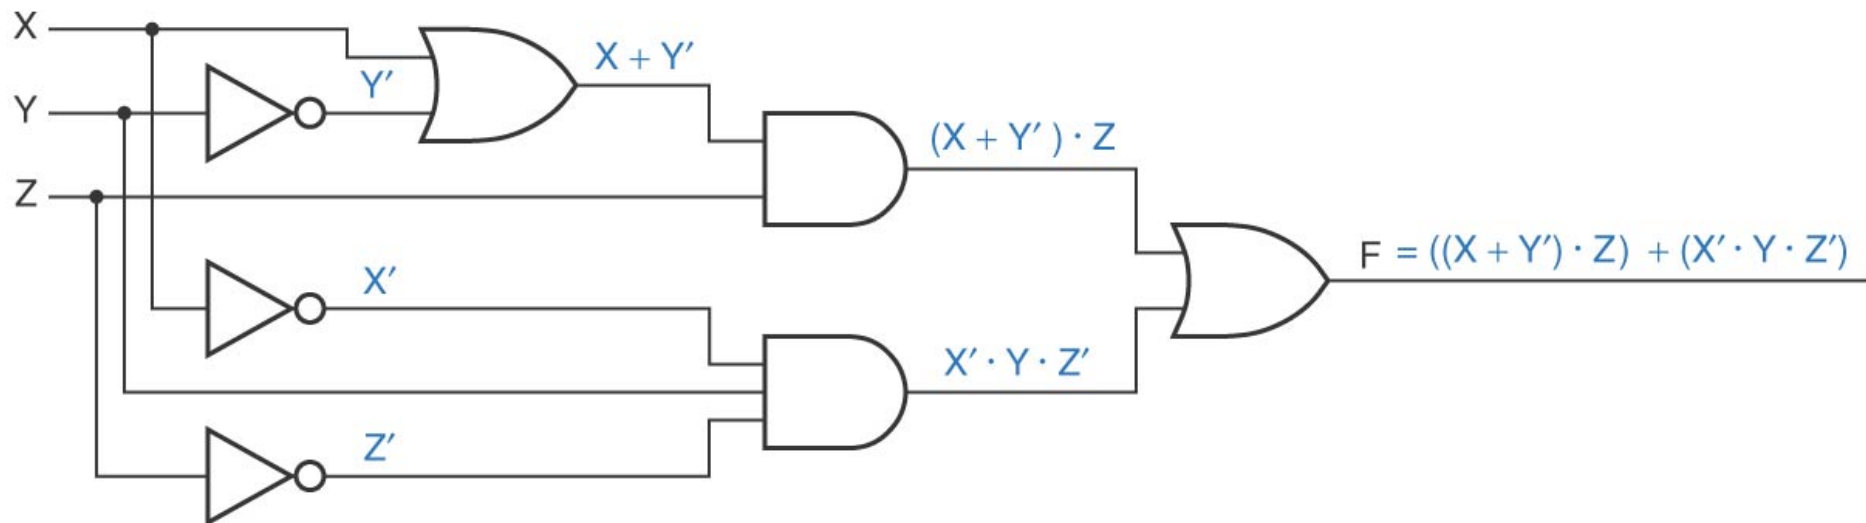 X
X + Y′
Y′
Y
(X + Y′ ) · Z
Z
F = ((X + Y′) · Z) + (X′ · Y · Z′)
X′
X′ · Y · Z′
Z′